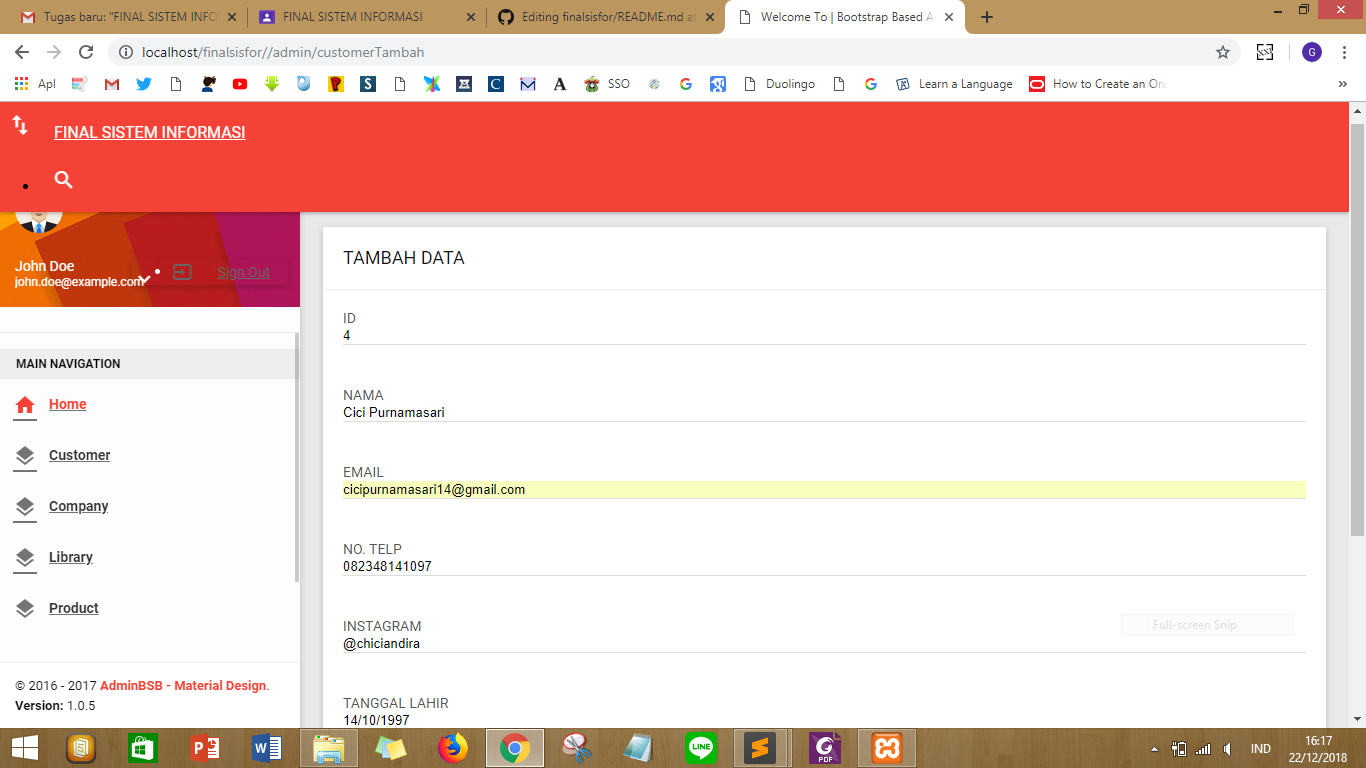 Tugas baru: "FINAL SISTEM INFO
FINAL SISTEM INFORMASI
Editing finalsisfor/README.md a
Welcome To | Bootstrap Based A
localhost/finalsisfor//admin/customerTambah
G
Apl
SSO
Duolingo
Learn a Language
How to Create an Ora
»
FINAL SISTEM INFORMASI
John Doe
john.doe@example.com
Sign Out
MAIN NAVIGATION
Home
Customer
Company
Library
Product
© 2016 - 2017 AdminBSB - Material Design.
Version: 1.0.5
TAMBAH DATA
ID
4
NAMA
Cici Purnamasari
EMAIL
cicipurnamasari14@gmail.com
NO. TELP
082348141097
INSTAGRAM
@chiciandira
Full-screen Snip
TANGGAL LAHIR
14/10/1997
LINE
PDF
IND
16:17
22/12/2018